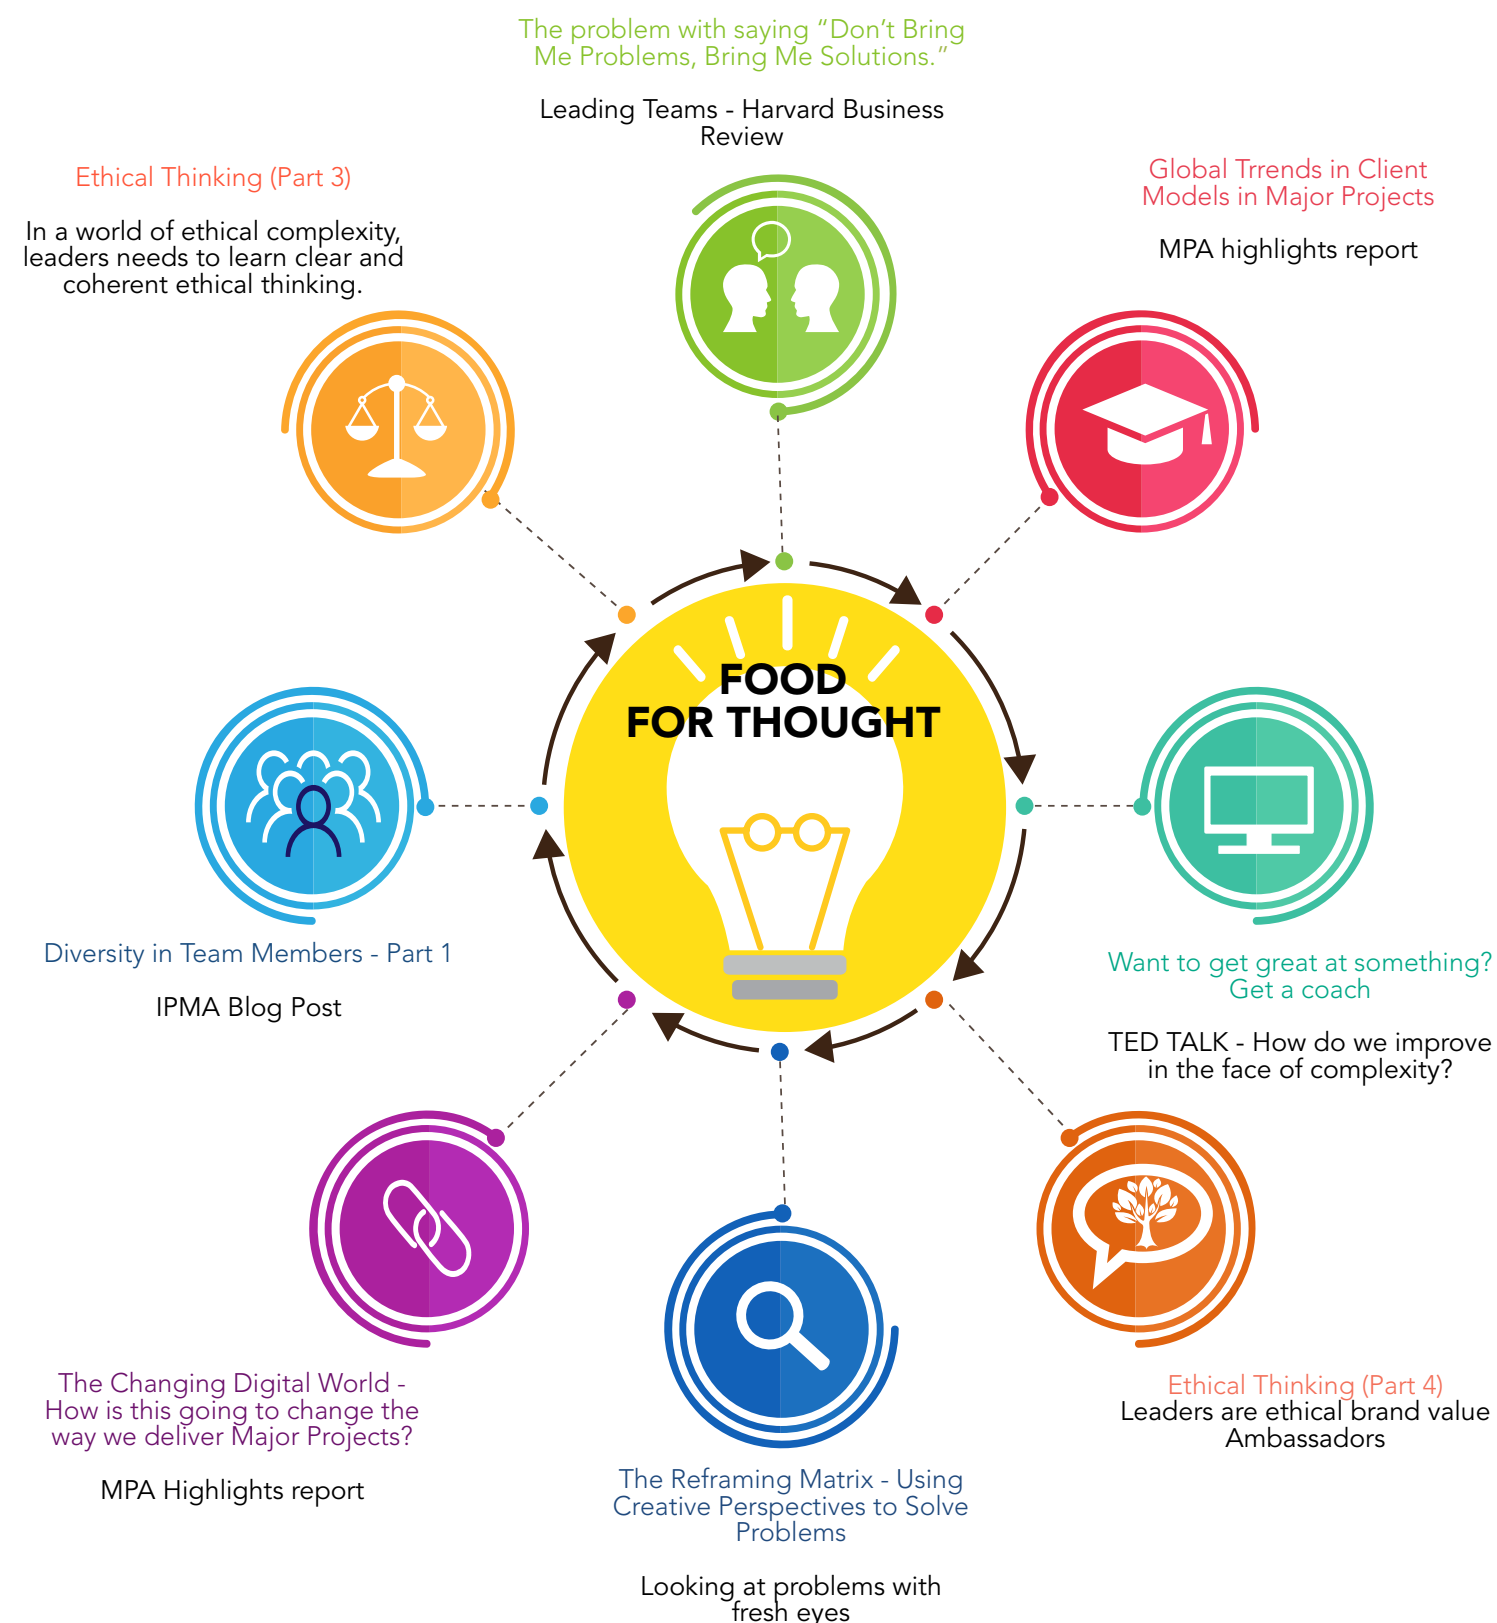 The problem with saying “Don’t Bring
Me Problems, Bring Me Solutions.”
Leading Teams - Harvard Business
Review
Ethical Thinking (Part 3)
In a world of ethical complexity,
leaders needs to learn clear and
coherent ethical thinking.
Global Trrends in Client
Models in Major Projects
MPA highlights report
FOOD
FOR THOUGHT
Diversity in Team Members - Part 1
IPMA Blog Post
Want to get great at something?
Get a coach
TED TALK - How do we improve
in the face of complexity?
The Changing Digital World -
How is this going to change the
way we deliver Major Projects?
MPA Highlights report
Ethical Thinking (Part 4)
Leaders are ethical brand value
Ambassadors
The Reframing Matrix - Using
Creative Perspectives to Solve
Problems
Looking at problems with
fresh eyes